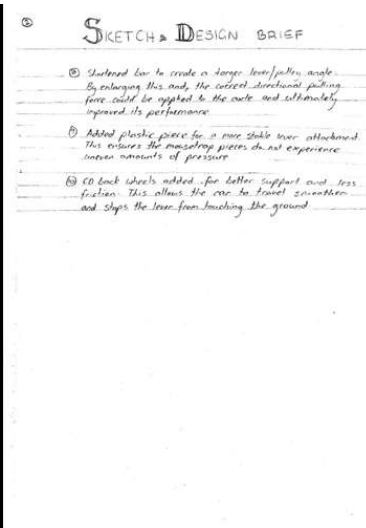 ②
SKETCH & DESIGN BRIEF
⑧ Shortened bar to create a larger lever/pulley angle.
By enlarging this angle, the correct directional pulling
force could be applied to the axle and ultimately
improved its performance
⑨ Added plastic piece for a more stable lever attachment.
This ensures the mousetrap pieces do not experience
uneven amounts of pressure
⑩ CD back wheels added for better support and less
friction. This allows the car to travel smoother
and stops the lever from touching the ground